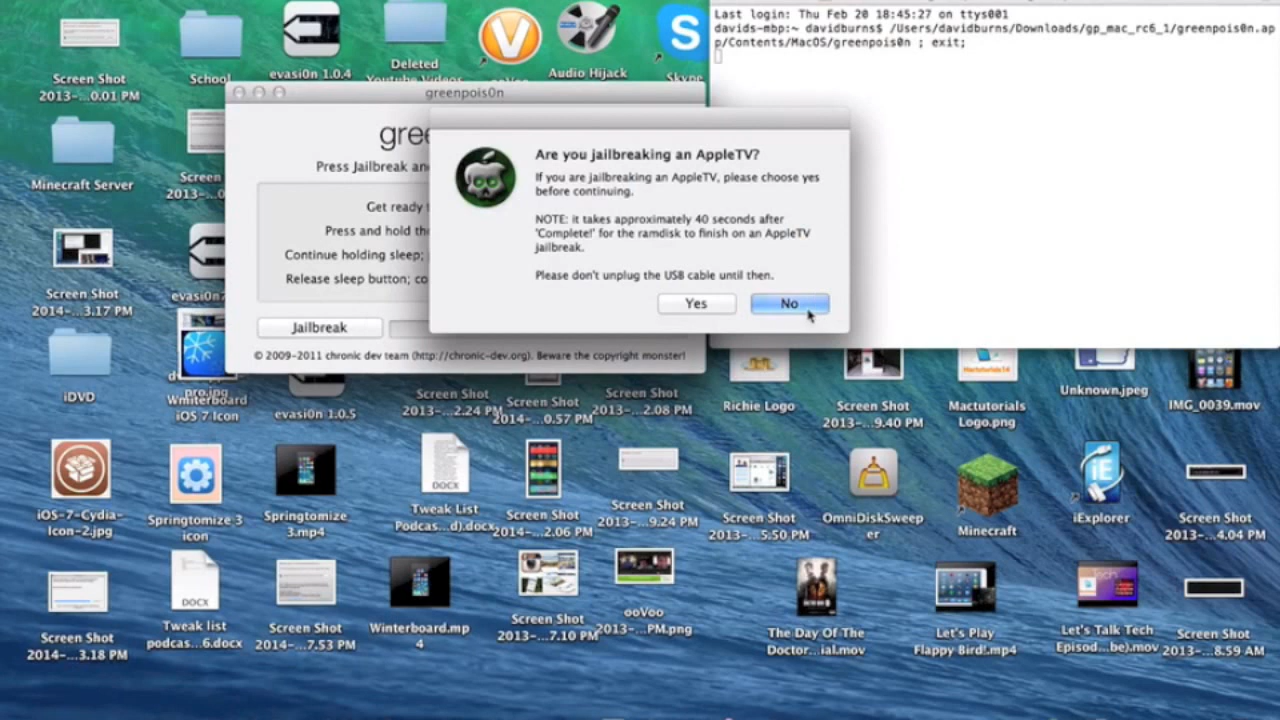 Last login: Thu Feb 20 18:45:27 on ttys001
davids-mbp:~ davidburns$ /Users/davidburns/Downloads/gp_mac_rc6_1/greenpois0n.ap
p/Contents/MacOS/greenpois0n ; exit;
Screen Shot
2013-...0.01 PM
School
evasi0n 1.0.4
Deleted
Youtube Videos
ooVoo
Audio Hijack
Skype
greenpois0n
gree
Press Jailbreak and
Get ready t
Press and hold the
Continue holding sleep;
Release sleep button; co
Jailbreak
© 2009-2011 chronic dev team (http://chronic-dev.org). Beware the copyright monster!
Are you jailbreaking an AppleTV?
If you are jailbreaking an AppleTV, please choose yes
before continuing.
NOTE: it takes approximately 40 seconds after
'Complete!' for the ramdisk to finish on an AppleTV
jailbreak.
Please don't unplug the USB cable until then.
Yes
No
Minecraft Server
Screen
2013-
Screen Shot
2014-...3.17 PM
evasi0n7
iDVD
pro.jpg
iOS 7 Icon
evasi0n 1.0.5
Screen Shot
2013-...2.24 PM
Screen Shot
2014-...0.57 PM
Screen Shot
2013-...2.08 PM
Richie Logo
Screen Shot
2013-...9.40 PM
Mactutorials14
Mactutorials
Logo.png
Unknown.jpeg
IMG_0039.mov
iOS-7-Cydia-
Icon-2.jpg
Springtomize 3
icon
Springtomize
3.mp4
DOCX
Tweak List
Podcas...d).docx
Screen Shot
2014-...2.06 PM
Screen Shot
2013-...9.24 PM
Screen Shot
2013-...5:50 PM
OmniDiskSweep
er
Minecraft
iE
iExplorer
Screen Shot
2013-...4.04 PM
Screen Shot
2014-...3.18 PM
DOCX
Tweak list
podcas...6.docx
Screen Shot
2014-...7.53 PM
Winterboard.mp
4
Screen Shot
2013-...7.10 PM
ooVoo
2013-...PM.png
The Day Of The
Doctor...ial.mov
Let's Play
Flappy Bird!.mp4
Tech
Let's Talk Tech
Episod...be).mov
Screen Shot
2013-...8.59 AM